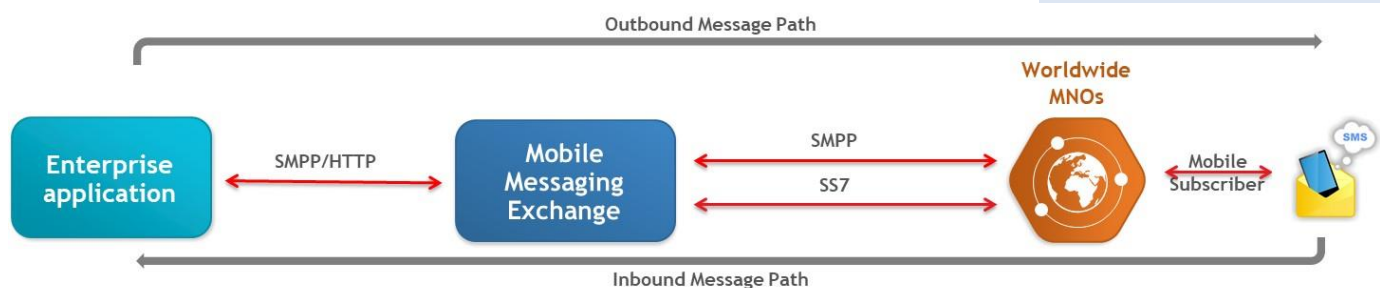 Outbound Message Path
Worldwide
MNOs
Enterprise
application
SMPP/HTTP
Mobile
Messaging
Exchange
SMPP
SS7
Mobile
Subscriber
SMS
Inbound Message Path